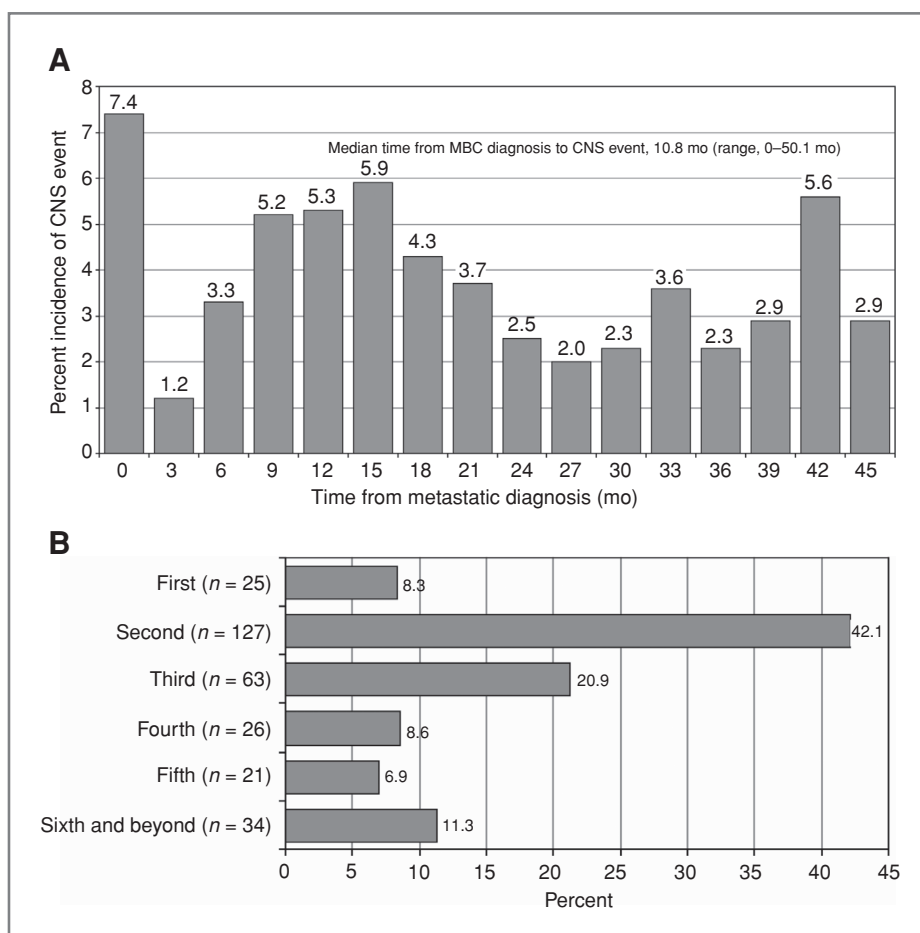 A
8
7
6
5
4
3
2
1
0
Percent incidence of CNS event
Median time from MBC diagnosis to CNS event, 10.8 mo (range, 0–50.1 mo)
7.4
1.2
3.3
5.2
5.3
5.9
4.3
3.7
2.5
2.0
2.3
3.6
2.3
2.9
5.6
2.9
0 3 6 9 12 15 18 21 24 27 30 33 36 39 42 45
Time from metastatic diagnosis (mo)
B
First (n = 25) 8.3
Second (n = 127) 42.1
Third (n = 63) 20.9
Fourth (n = 26) 8.6
Fifth (n = 21) 6.9
Sixth and beyond (n = 34) 11.3
0 5 10 15 20 25 30 35 40 45
Percent